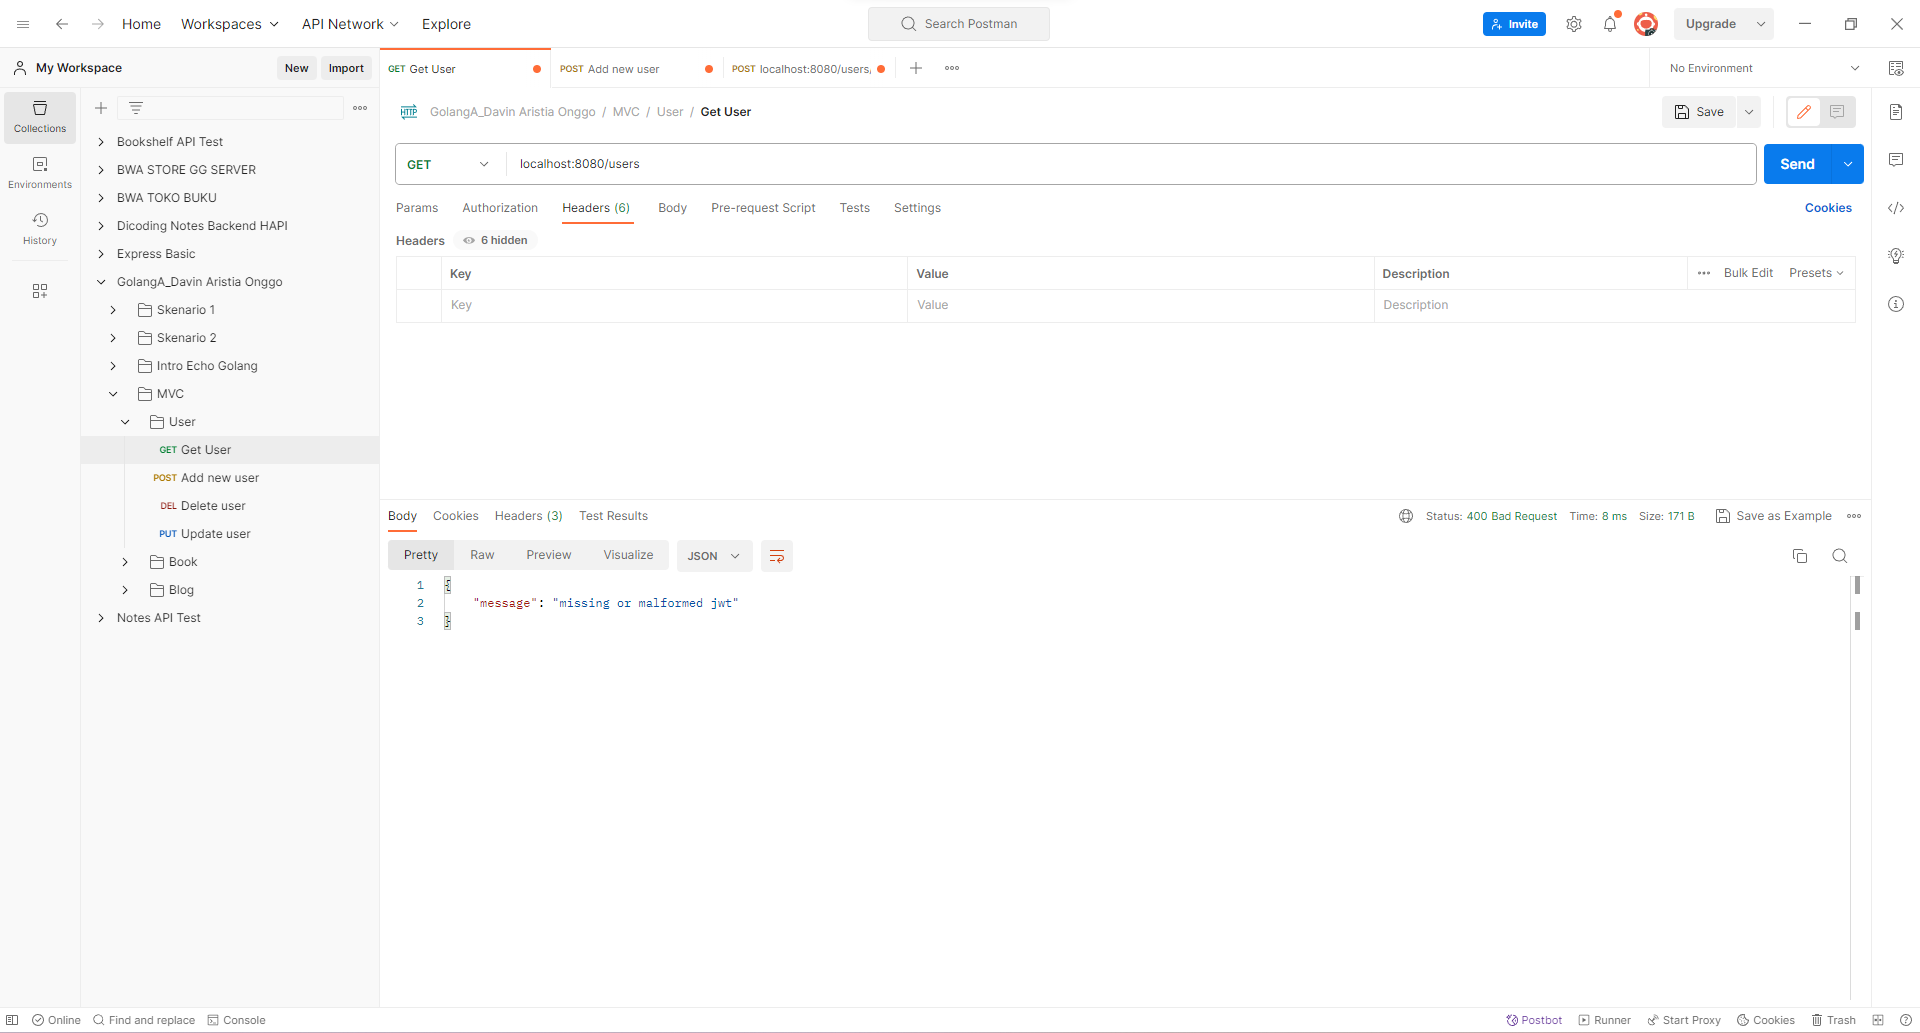 Home Workspaces API Network Explore Search Postman Invite Upgrade
My Workspace New Import
GET Get User POST Add new user POST localhost:8080/users, No Environment
Collections
Environments
History
Bookshelf API Test
BWA STORE GG SERVER
BWA TOKO BUKU
Dicoding Notes Backend HAPI
Express Basic
GolangA_Davin Aristia Onggo
Skenario 1
Skenario 2
Intro Echo Golang
MVC
User
GET Get User
POST Add new user
DEL Delete user
PUT Update user
Book
Blog
Notes API Test
HTTP GolangA_Davin Aristia Onggo / MVC / User / Get User Save
GET localhost:8080/users Send
Params Authorization Headers (6) Body Pre-request Script Tests Settings Cookies
Headers 6 hidden
Key Value Description Bulk Edit Presets
Key Value Description
Body Cookies Headers (3) Test Results Status: 400 Bad Request Time: 8 ms Size: 171 B Save as Example
Pretty Raw Preview Visualize JSON
1 {
2 "message": "missing or malformed jwt"
3 }
Online Find and replace Console Postbot Runner Start Proxy Cookies Trash